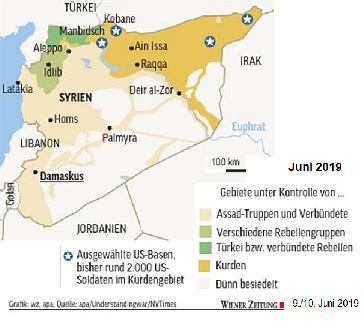 TÜRKEI
Kobane
Manbidsch
Aleppo
Ain Issa
Idlib
Raqqa
IRAK
Latakia
SYRIEN
Deir al-Zor
Homs
Euphrat
Palmyra
LIBANON
100 km
Damaskus
Golan
JORDANIEN
Juni 2019
Gebiete unter Kontrolle von ...
Assad-Truppen und Verbündete
Verschiedene Rebellengruppen
Türkei bzw. verbündete Rebellen
Kurden
Dünn besiedelt
Ausgewählte US-Basen,
bisher rund 2.000 US-
Soldaten im Kurdengebiet
Grafik: wz, apa, Quelle: apa/Understandingwar/NYTimes
WIENER ZEITUNG 9./10. Juni 2019